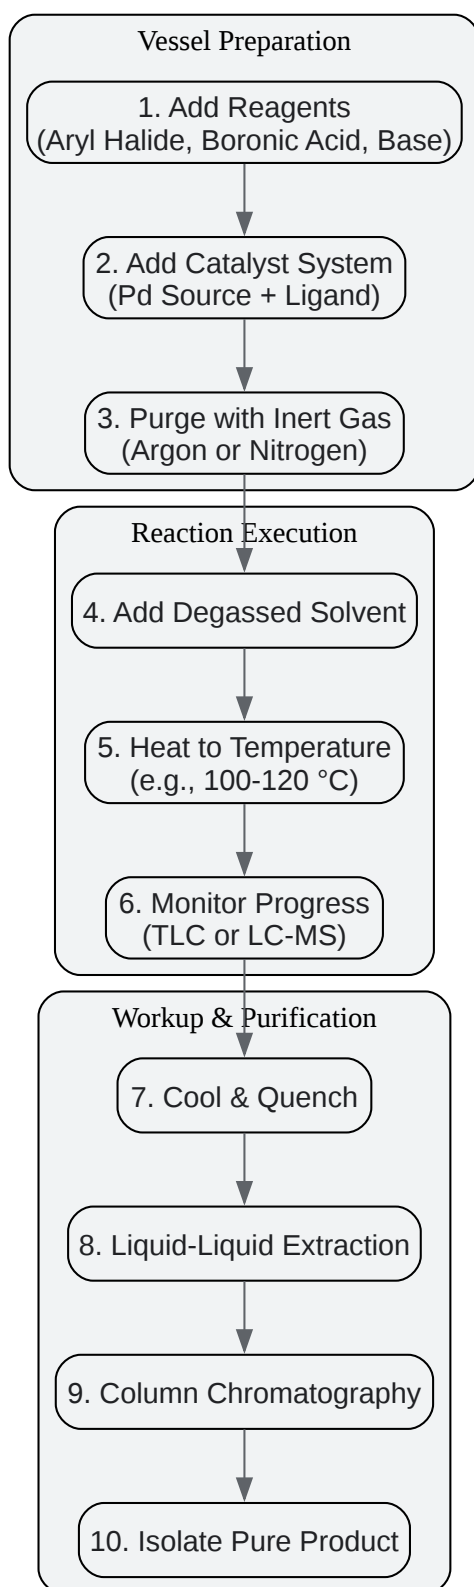 Vessel Preparation
1. Add Reagents
(Aryl Halide, Boronic Acid, Base)
2. Add Catalyst System
(Pd Source + Ligand)
3. Purge with Inert Gas
(Argon or Nitrogen)
Reaction Execution
4. Add Degassed Solvent
5. Heat to Temperature
(e.g., 100-120 °C)
6. Monitor Progress
(TLC or LC-MS)
Workup & Purification
7. Cool & Quench
8. Liquid-Liquid Extraction
9. Column Chromatography
10. Isolate Pure Product